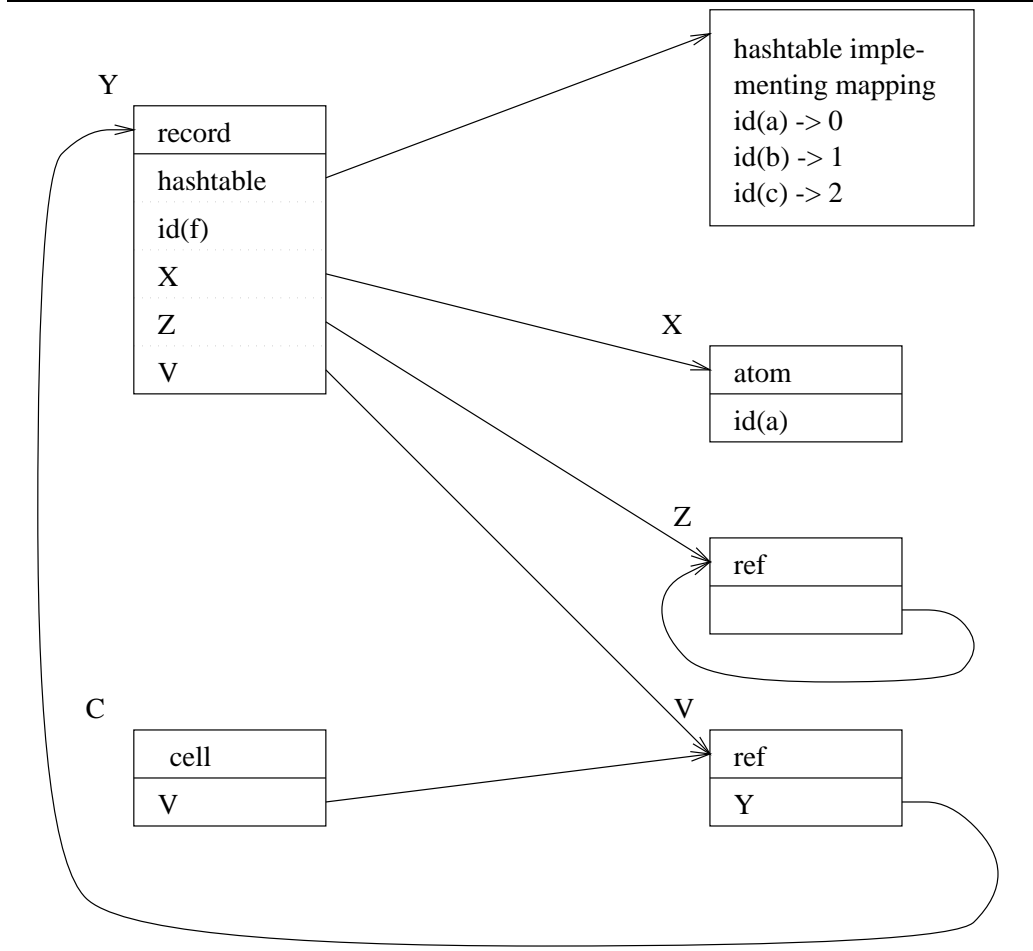 hashtable imple-
menting mapping
id(a) -> 0
id(b) -> 1
id(c) -> 2
Y
record
hashtable
id(f)
X
Z
V
X
atom
id(a)
Z
ref
C
cell
V
V
ref
Y